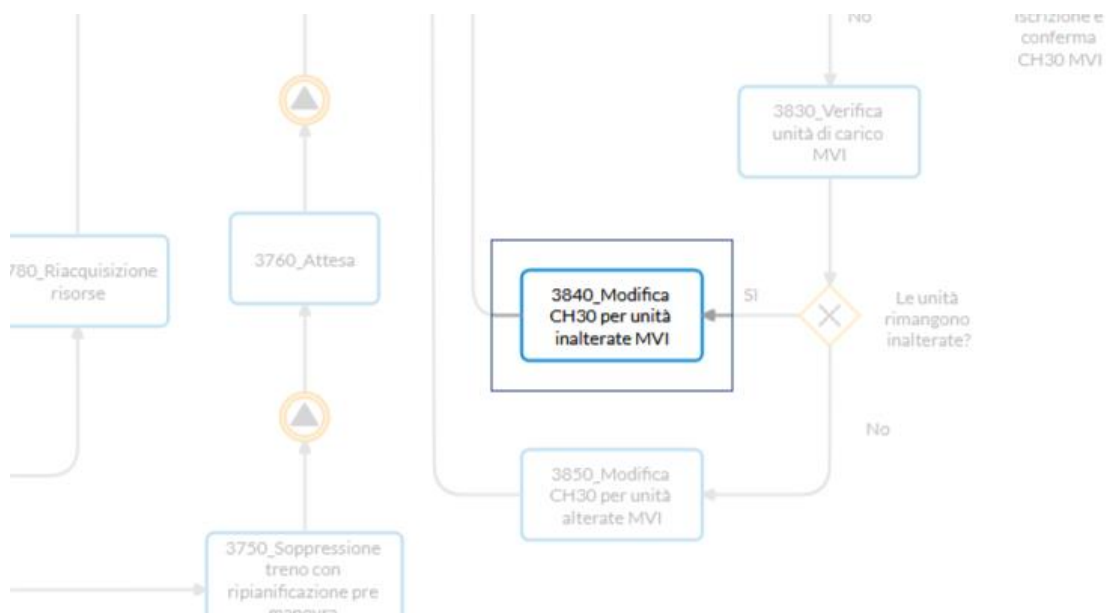 No
iscrizione e
conferma
CH30 MVI
3830_Verifica
unità di carico
MVI
780_Riacquisizione
risorse
3760_Attesa
3840_Modifica
CH30 per unità
inalterate MVI
SI
Le unità
rimangono
inalterate?
No
3850_Modifica
CH30 per unità
alterate MVI
3750_Soppressione
treno con
ripianificazione pre
manovra